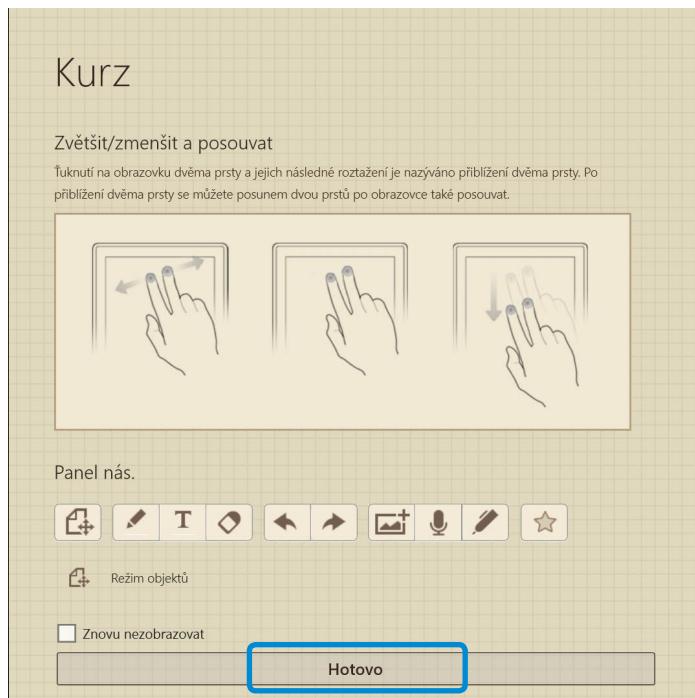 Kurz
Zvětšit/zmenšit a posouvat
Ťuknutí na obrazovku dvěma prsty a jejich následné roztažení je nazýváno přiblížení dvěma prsty. Po
přiblížení dvěma prsty se můžete posunem dvou prstů po obrazovce také posouvat.
Panel nás.
T
Režim objektů
Znovu nezobrazovat
Hotovo